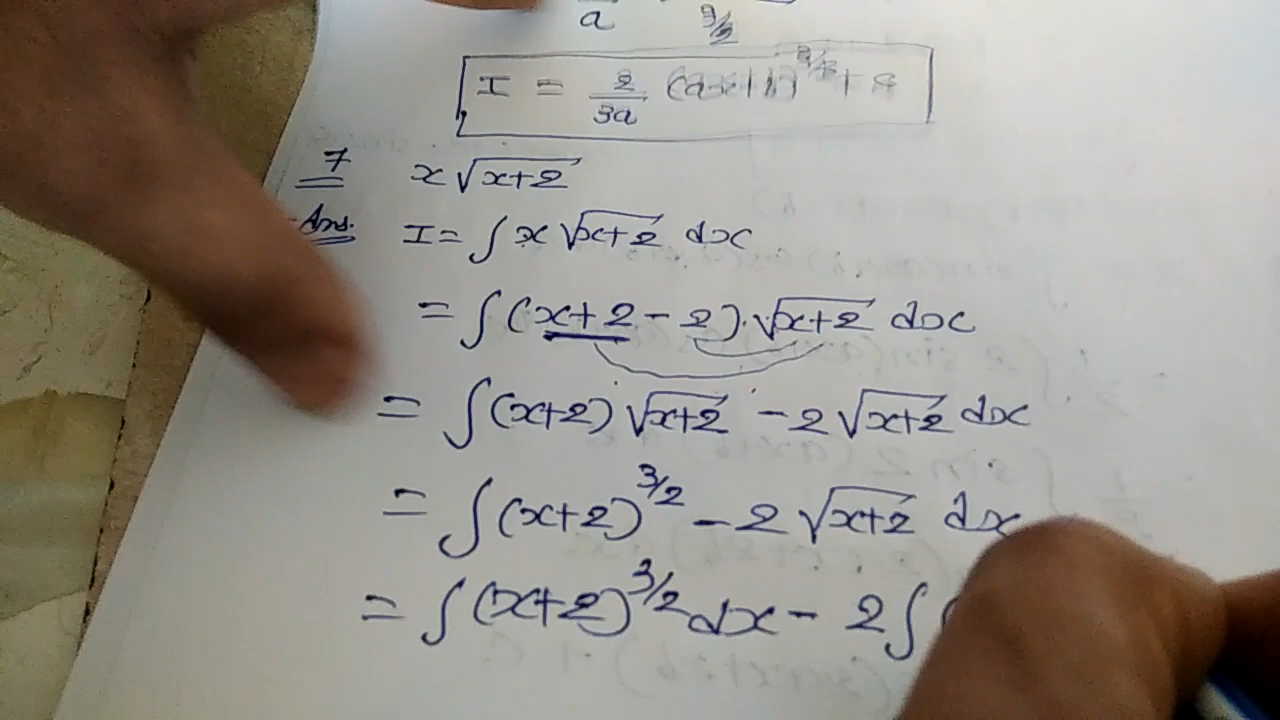 a 3/2
I = 2/3a (ax+b)^3/2 + c
7 x√x+2
Ans. I = ∫ x √x+2 dx
= ∫ (x+2 - 2).√x+2 dx
= ∫ (x+2) √x+2 - 2 √x+2 dx
= ∫ (x+2)^3/2 - 2 √x+2 dx
= ∫ (x+2)^3/2 dx - 2 ∫ (